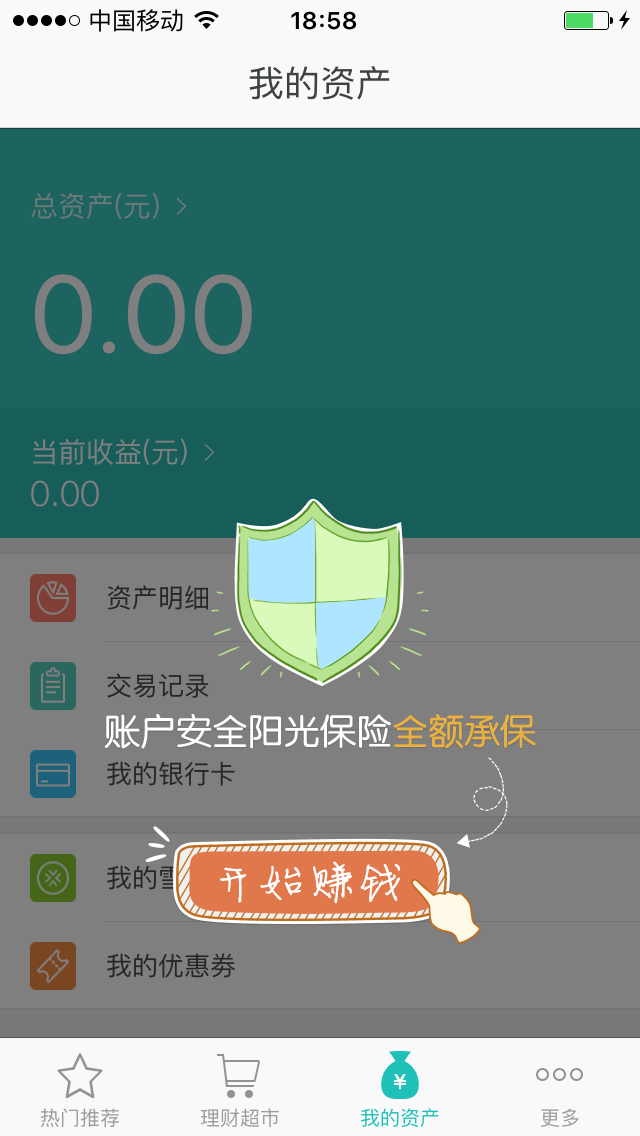 中国移动
18:58
我的资产
总资产(元)
0.00
当前收益(元)
0.00
资产明细
交易记录
账户安全阳光保险全额承保
我的银行卡
开始赚钱
我的雪
我的优惠券
¥
热门推荐
理财超市
我的资产
更多